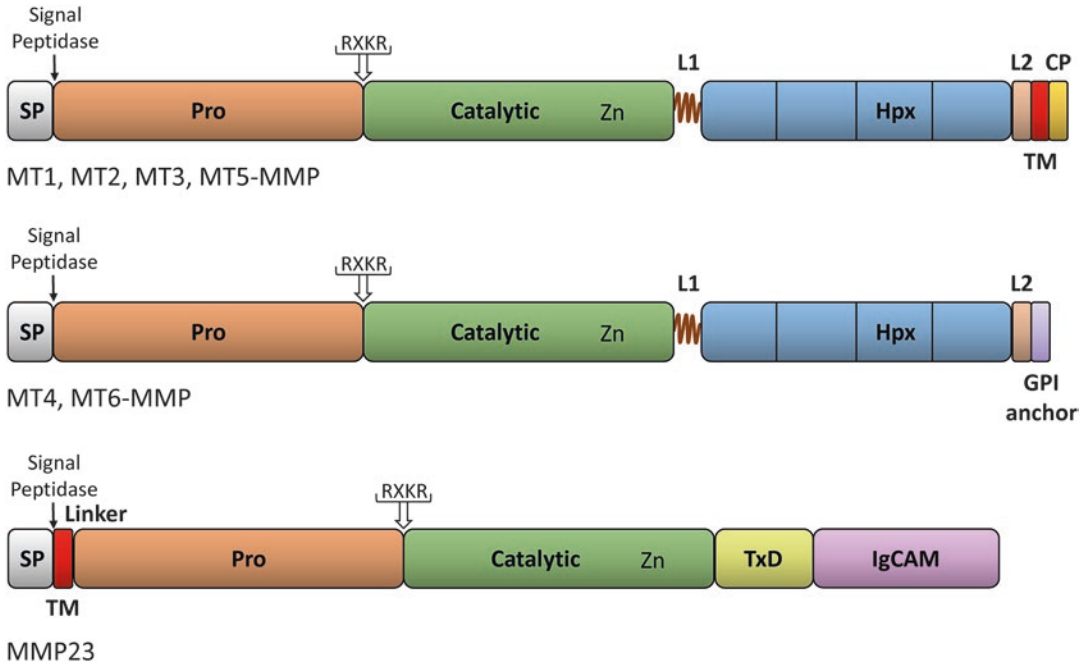 Signal
Peptidase
RXKR
L1
L2 CP
SP Pro Catalytic Zn Hpx
TM
MT1, MT2, MT3, MT5-MMP
Signal
Peptidase
RXKR
L1
L2
SP Pro Catalytic Zn Hpx
GPI
anchor
MT4, MT6-MMP
Signal
Peptidase
Linker
RXKR
SP Pro Catalytic Zn TxD IgCAM
TM
MMP23